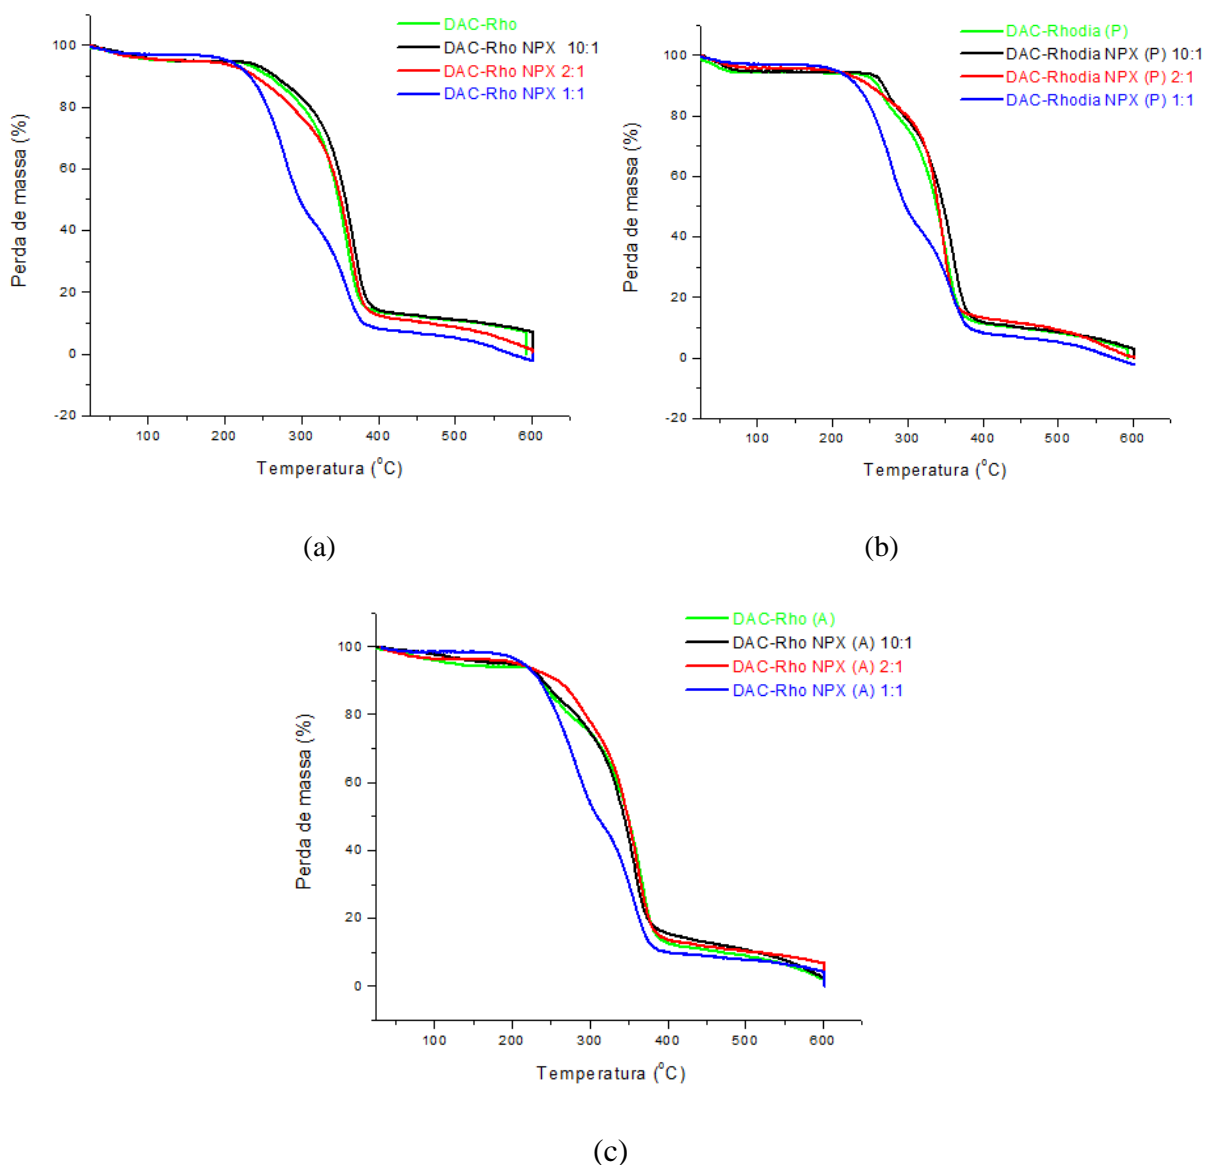 DAC-Rho
DAC-Rho NPX 10:1
DAC-Rho NPX 2:1
DAC-Rho NPX 1:1
100
80
60
40
20
0
-20
Perda de massa (%)
100 200 300 400 500 600
Temperatura (°C)
(a)
DAC-Rhodia (P)
DAC-Rhodia NPX (P) 10:1
DAC-Rhodia NPX (P) 2:1
DAC-Rhodia NPX (P) 1:1
100
80
60
40
20
0
-20
Perda de massa (%)
100 200 300 400 500 600
Temperatura (°C)
(b)
DAC-Rho (A)
DAC-Rho NPX (A) 10:1
DAC-Rho NPX (A) 2:1
DAC-Rho NPX (A) 1:1
100
80
60
40
20
0
Perda de massa (%)
100 200 300 400 500 600
Temperatura (°C)
(c)